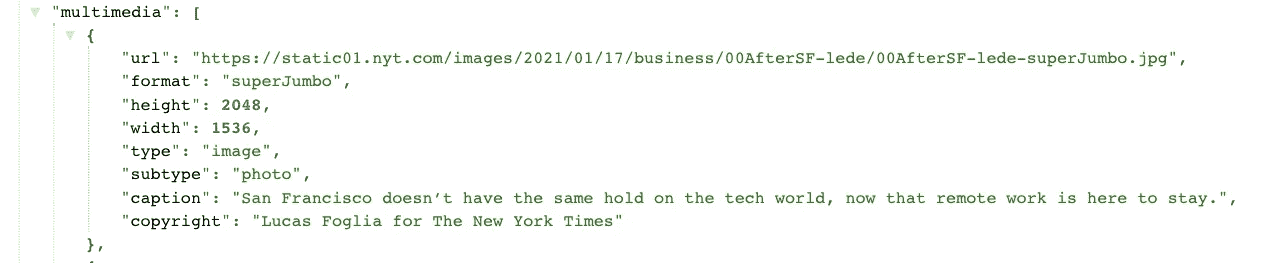 "multimedia": [
{
"url": "https://static01.nyt.com/images/2021/01/17/business/00AfterSF-lede/00AfterSF-lede-superJumbo.jpg",
"format": "superJumbo",
"height": 2048,
"width": 1536,
"type": "image",
"subtype": "photo",
"caption": "San Francisco doesn’t have the same hold on the tech world, now that remote work is here to stay.",
"copyright": "Lucas Foglia for The New York Times"
},